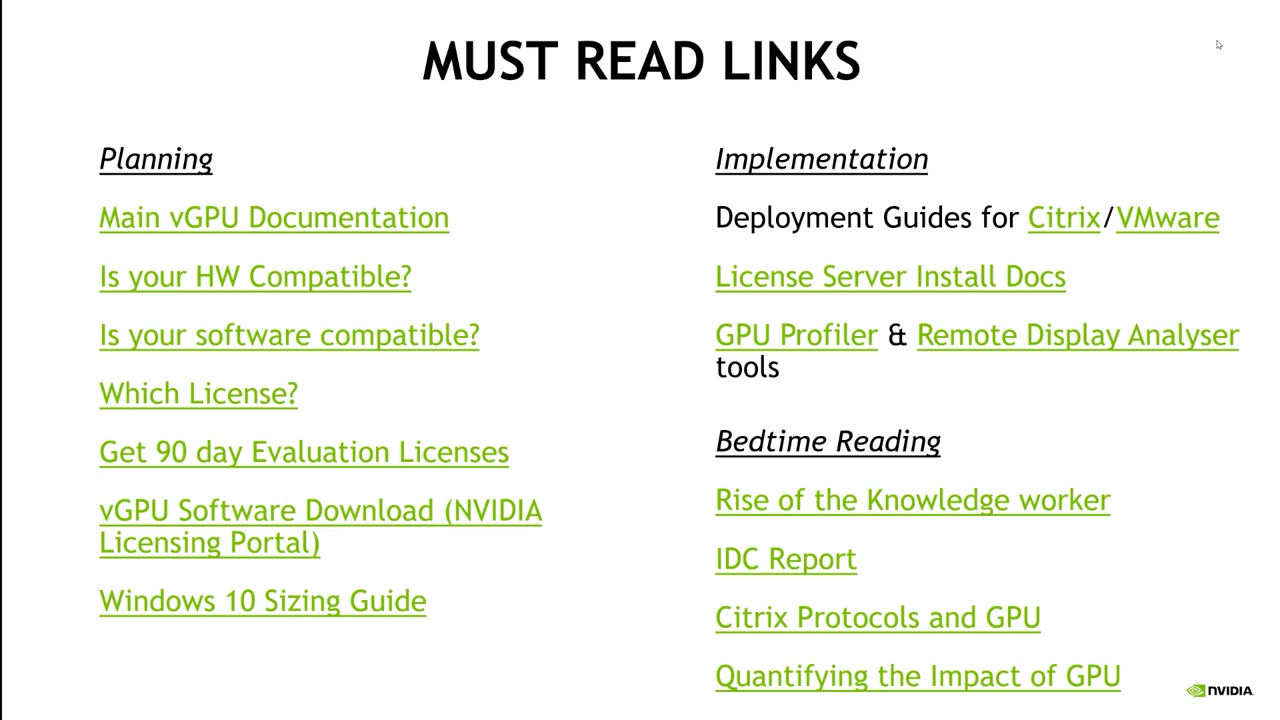 MUST READ LINKS
Planning
Main vGPU Documentation
Is your HW Compatible?
Is your software compatible?
Which License?
Get 90 day Evaluation Licenses
vGPU Software Download (NVIDIA
Licensing Portal)
Windows 10 Sizing Guide
Implementation
Deployment Guides for Citrix/VMware
License Server Install Docs
GPU Profiler & Remote Display Analyser
tools
Bedtime Reading
Rise of the Knowledge worker
IDC Report
Citrix Protocols and GPU
Quantifying the Impact of GPU
NVIDIA.